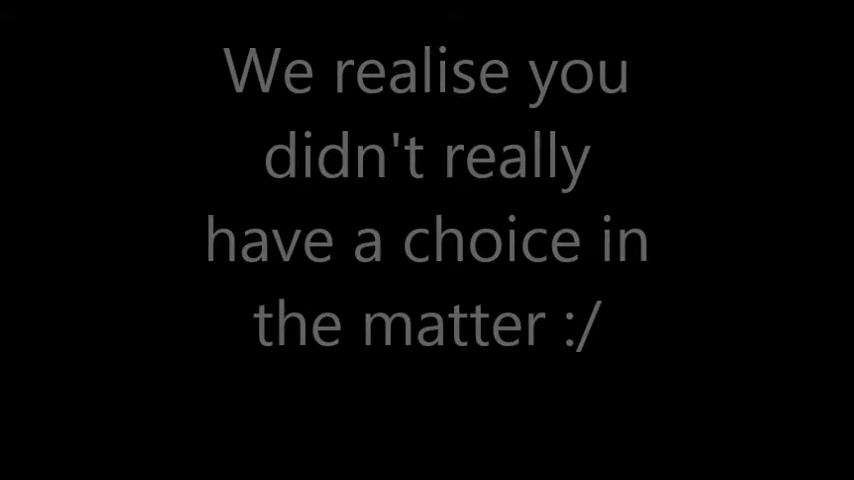 We realise you
didn't really
have a choice in
the matter :/